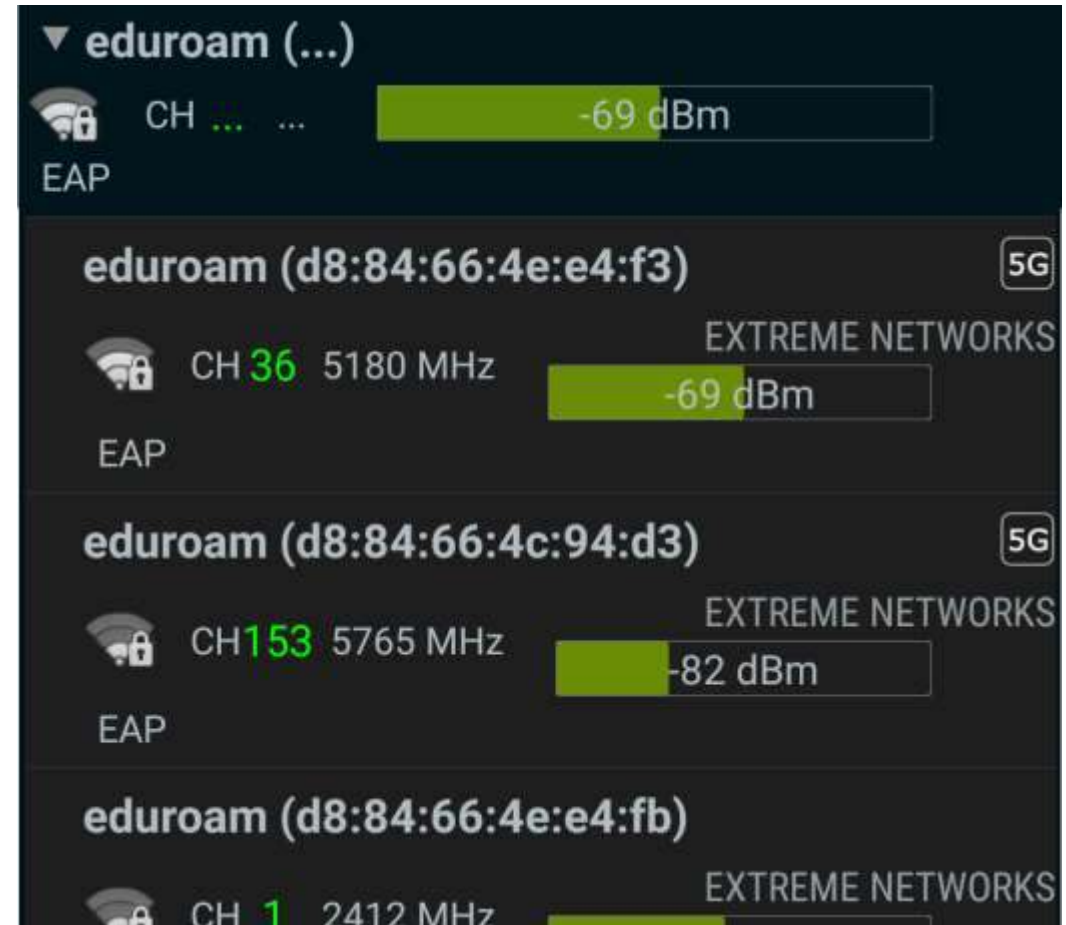 ▼ eduroam (...)
CH ... ... -69 dBm
EAP
eduroam (d8:84:66:4e:e4:f3) 5G
EXTREME NETWORKS
CH 36 5180 MHz -69 dBm
EAP
eduroam (d8:84:66:4c:94:d3) 5G
EXTREME NETWORKS
CH 153 5765 MHz -82 dBm
EAP
eduroam (d8:84:66:4e:e4:fb)
EXTREME NETWORKS
CH 1 2412 MHz